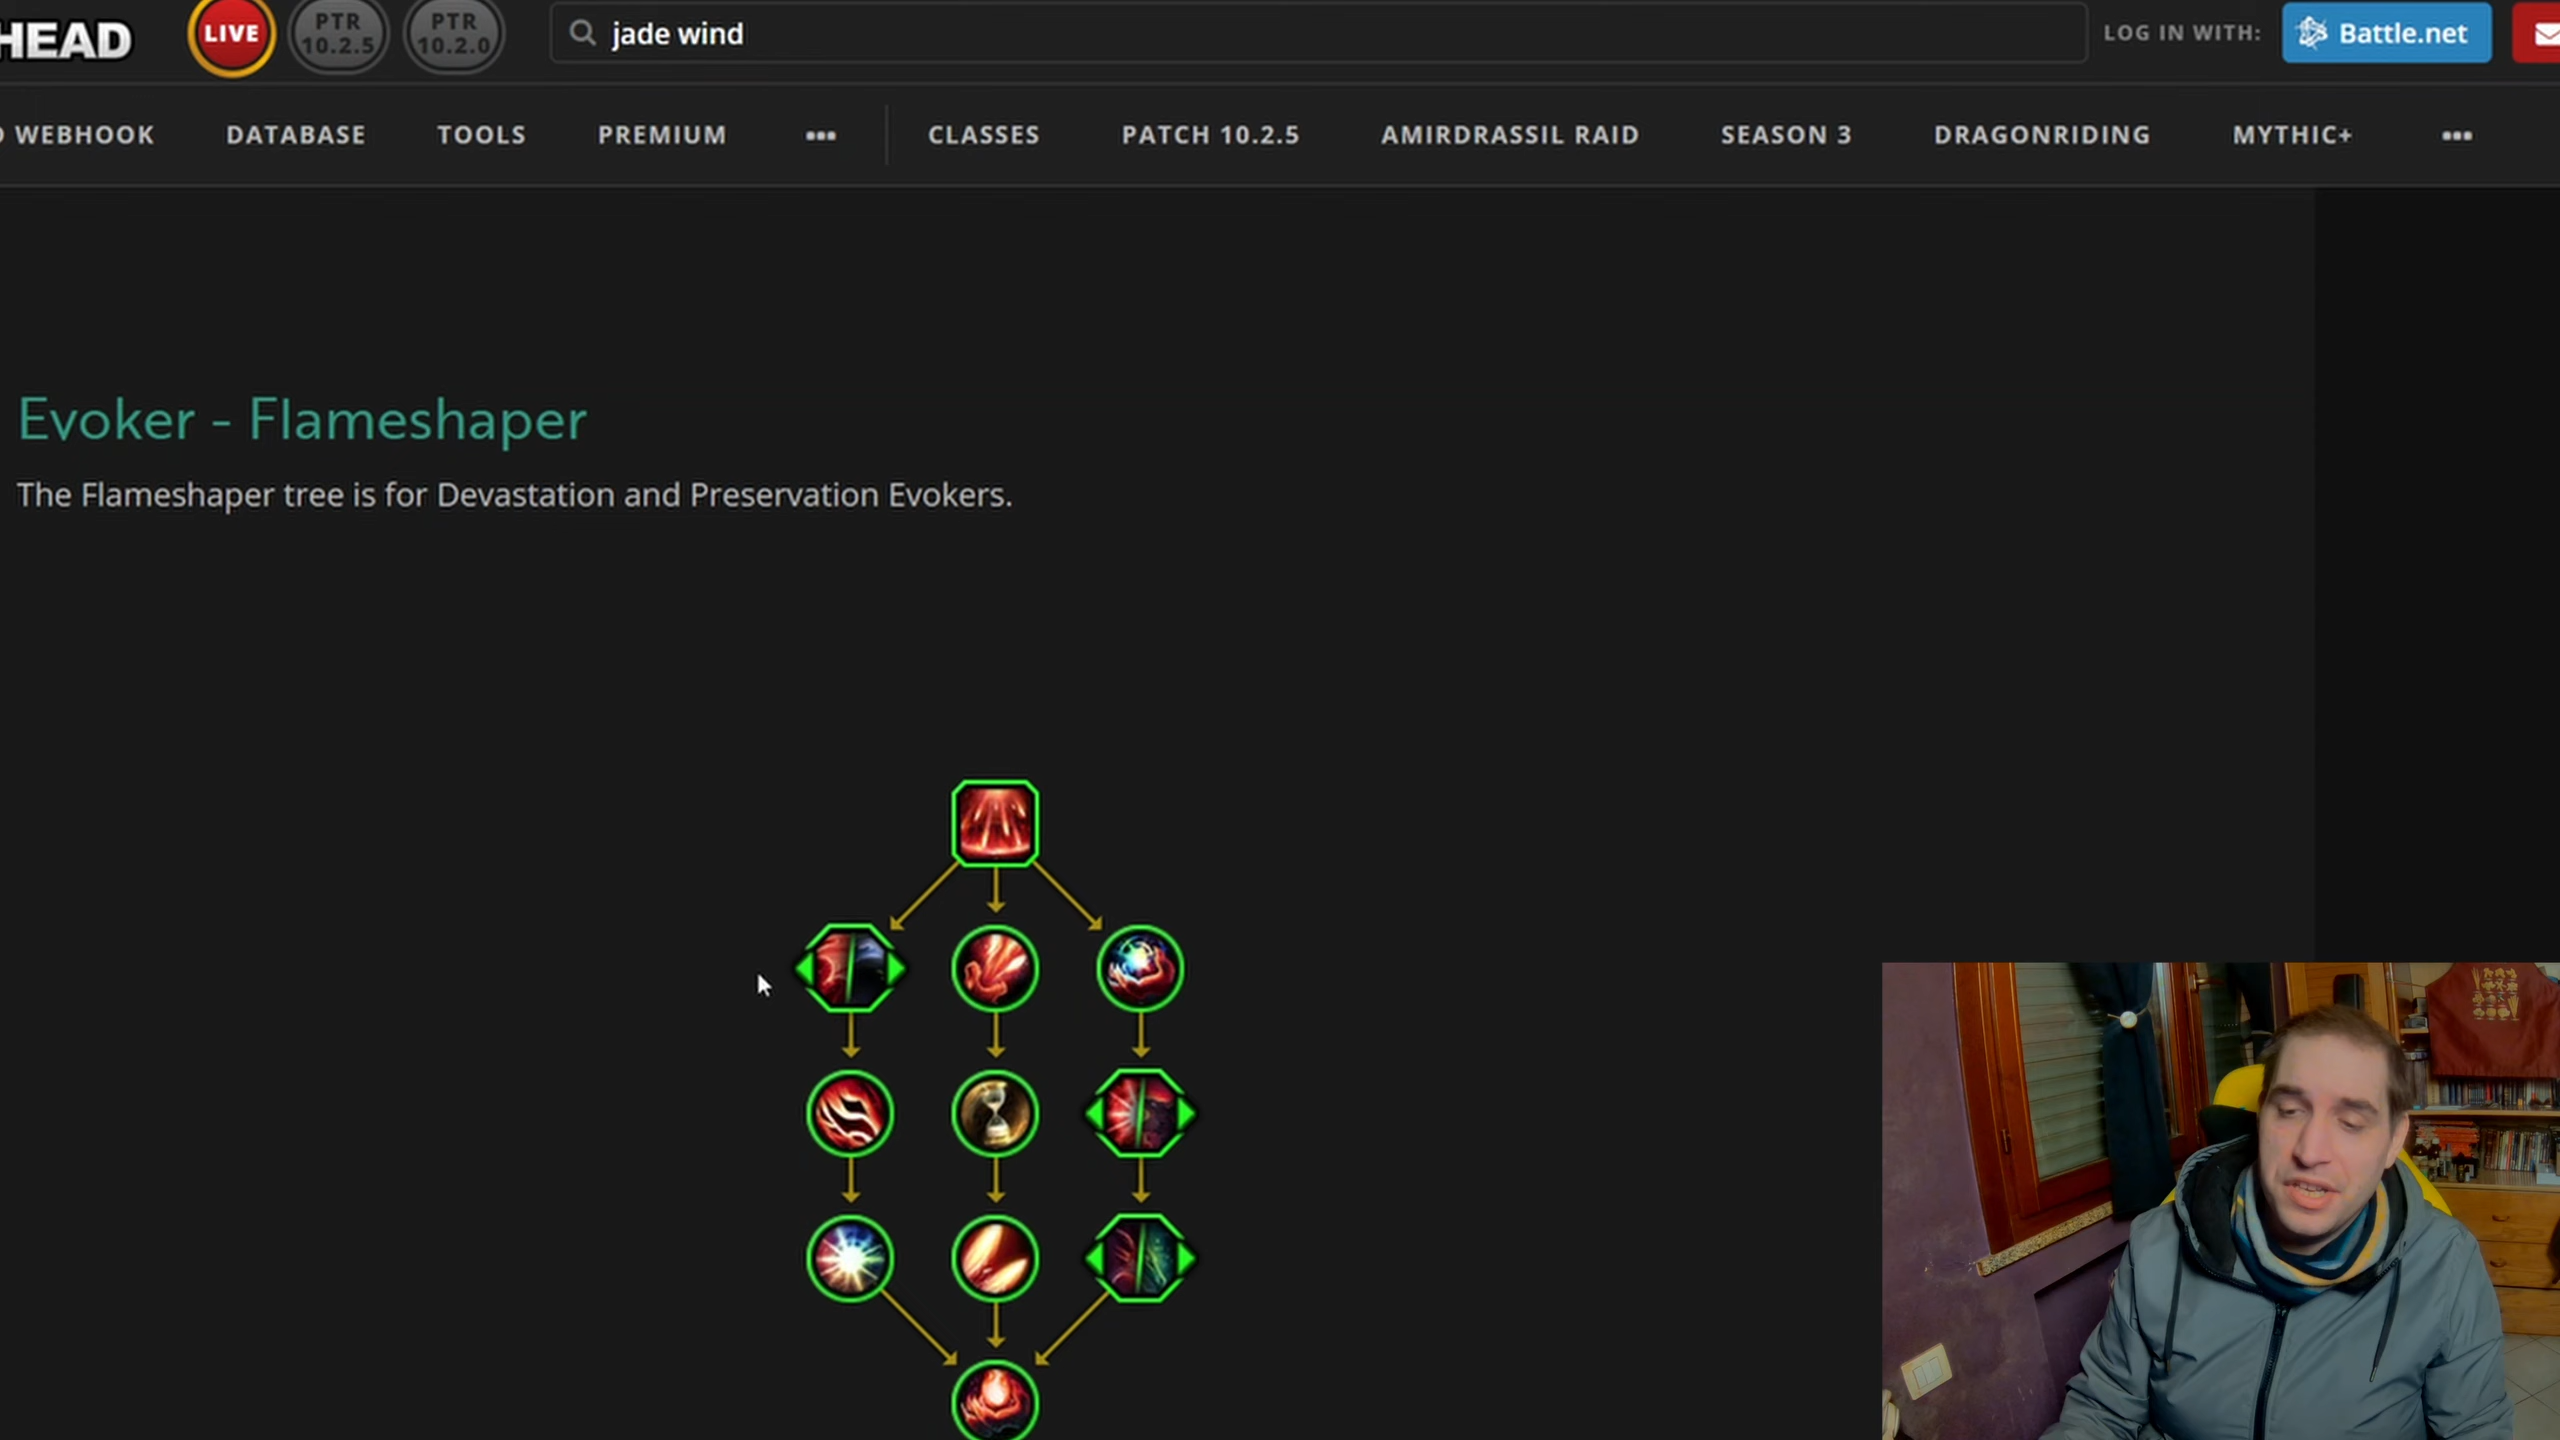 HEAD
LIVE
PTR 10.2.5
PTR 10.2.0
jade wind
LOG IN WITH:
Battle.net
WEBHOOK
DATABASE
TOOLS
PREMIUM
•••
CLASSES
PATCH 10.2.5
AMIRDRASSIL RAID
SEASON 3
DRAGONRIDING
MYTHIC+
•••
Evoker - Flameshaper
The Flameshaper tree is for Devastation and Preservation Evokers.